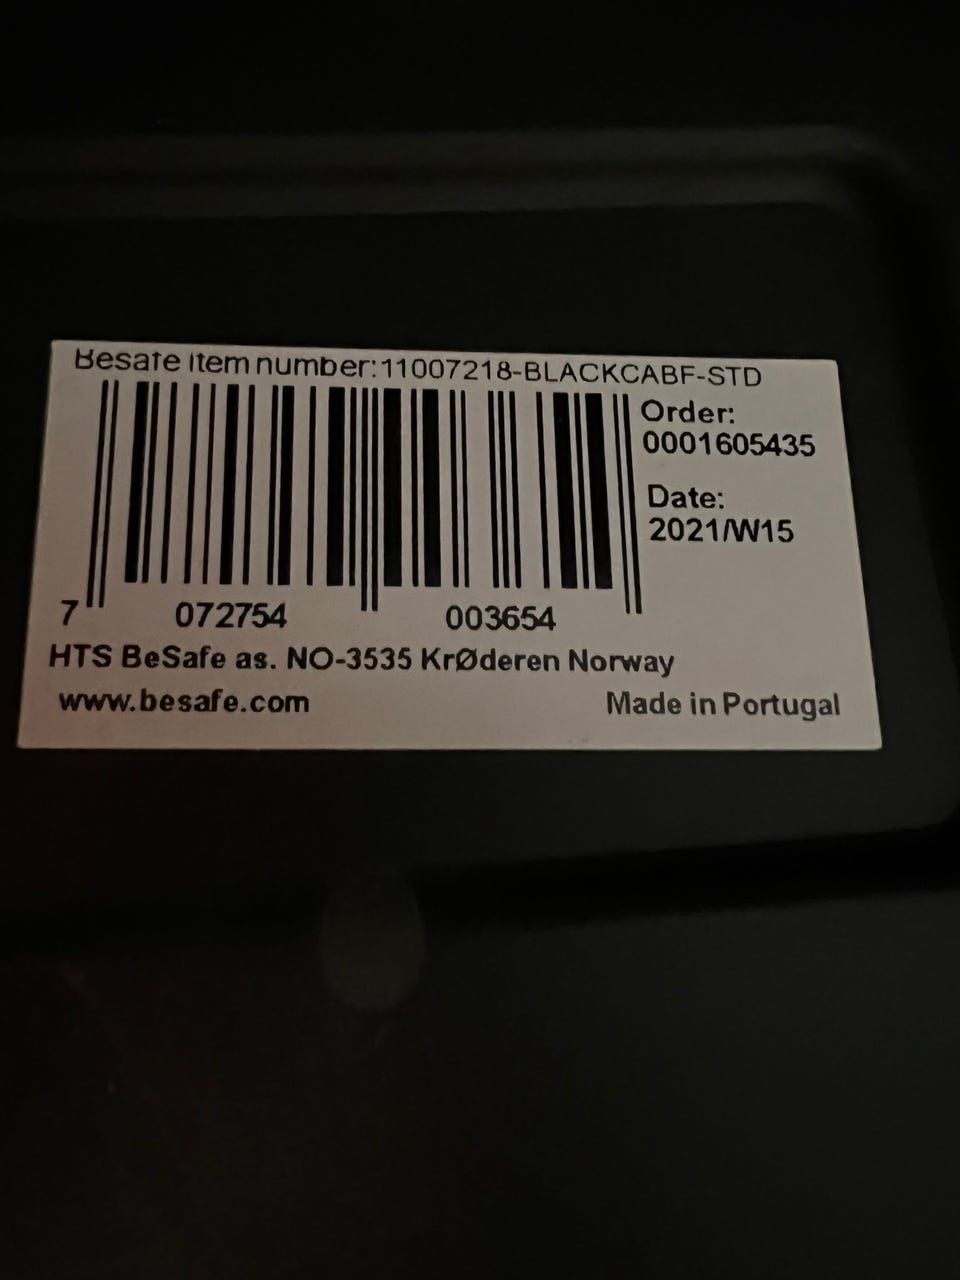 Besafe item number:11007218-BLACKCABF-STD
Order:
0001605435
Date:
2021/W15
7 072754 003654
HTS BeSafe as. NO-3535 KrØderen Norway
www.besafe.com Made in Portugal